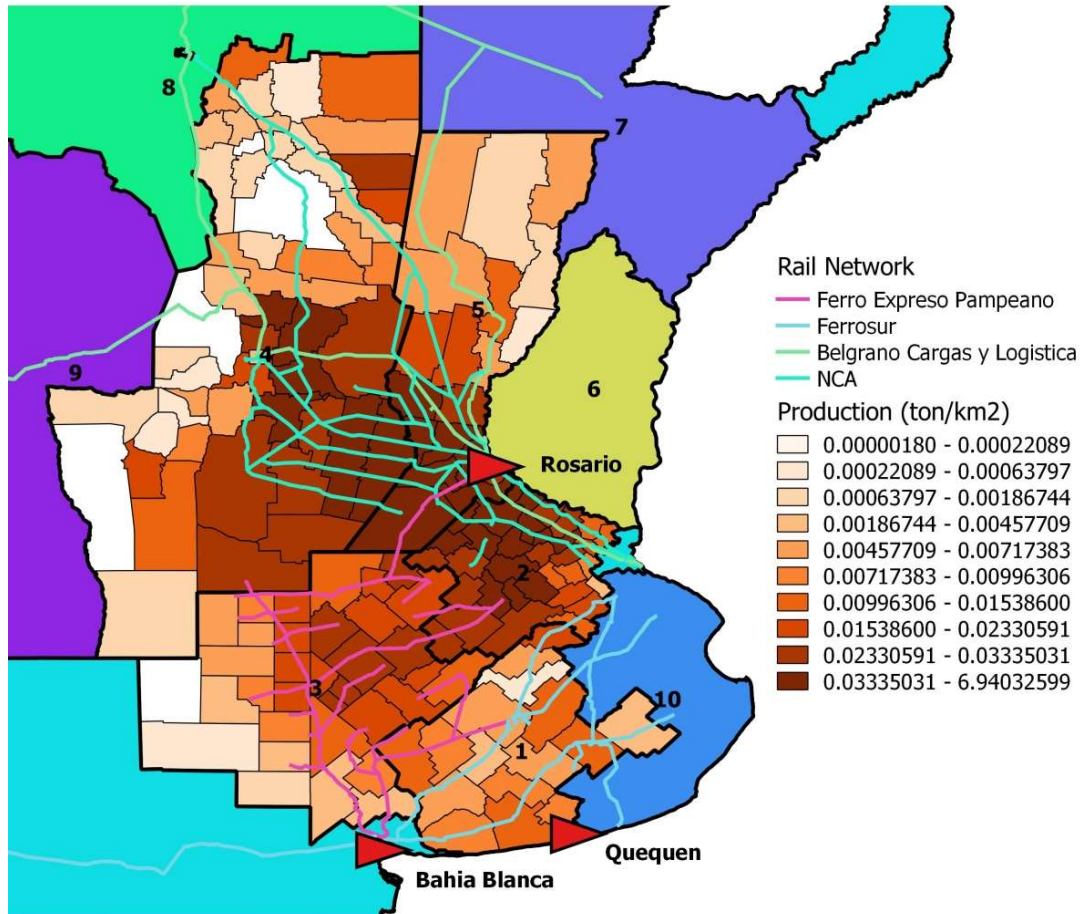 8
7
5
4
9
6
Rosario
2
3
10
1
Quequen
Bahia Blanca
Rail Network
Ferro Expreso Pampeano
Ferrosur
Belgrano Cargas y Logistica
NCA
Production (ton/km2)
0.00000180 - 0.00022089
0.00022089 - 0.00063797
0.00063797 - 0.00186744
0.00186744 - 0.00457709
0.00457709 - 0.00717383
0.00717383 - 0.00996306
0.00996306 - 0.01538600
0.01538600 - 0.02330591
0.02330591 - 0.03335031
0.03335031 - 6.94032599